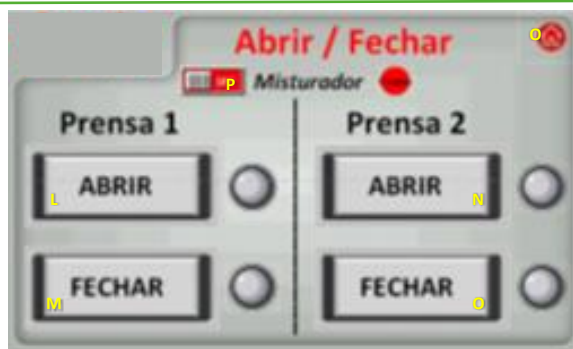 Abrir / Fechar O
P Misturador
Prensa 1 Prensa 2
L ABRIR ABRIR N
M FECHAR FECHAR O